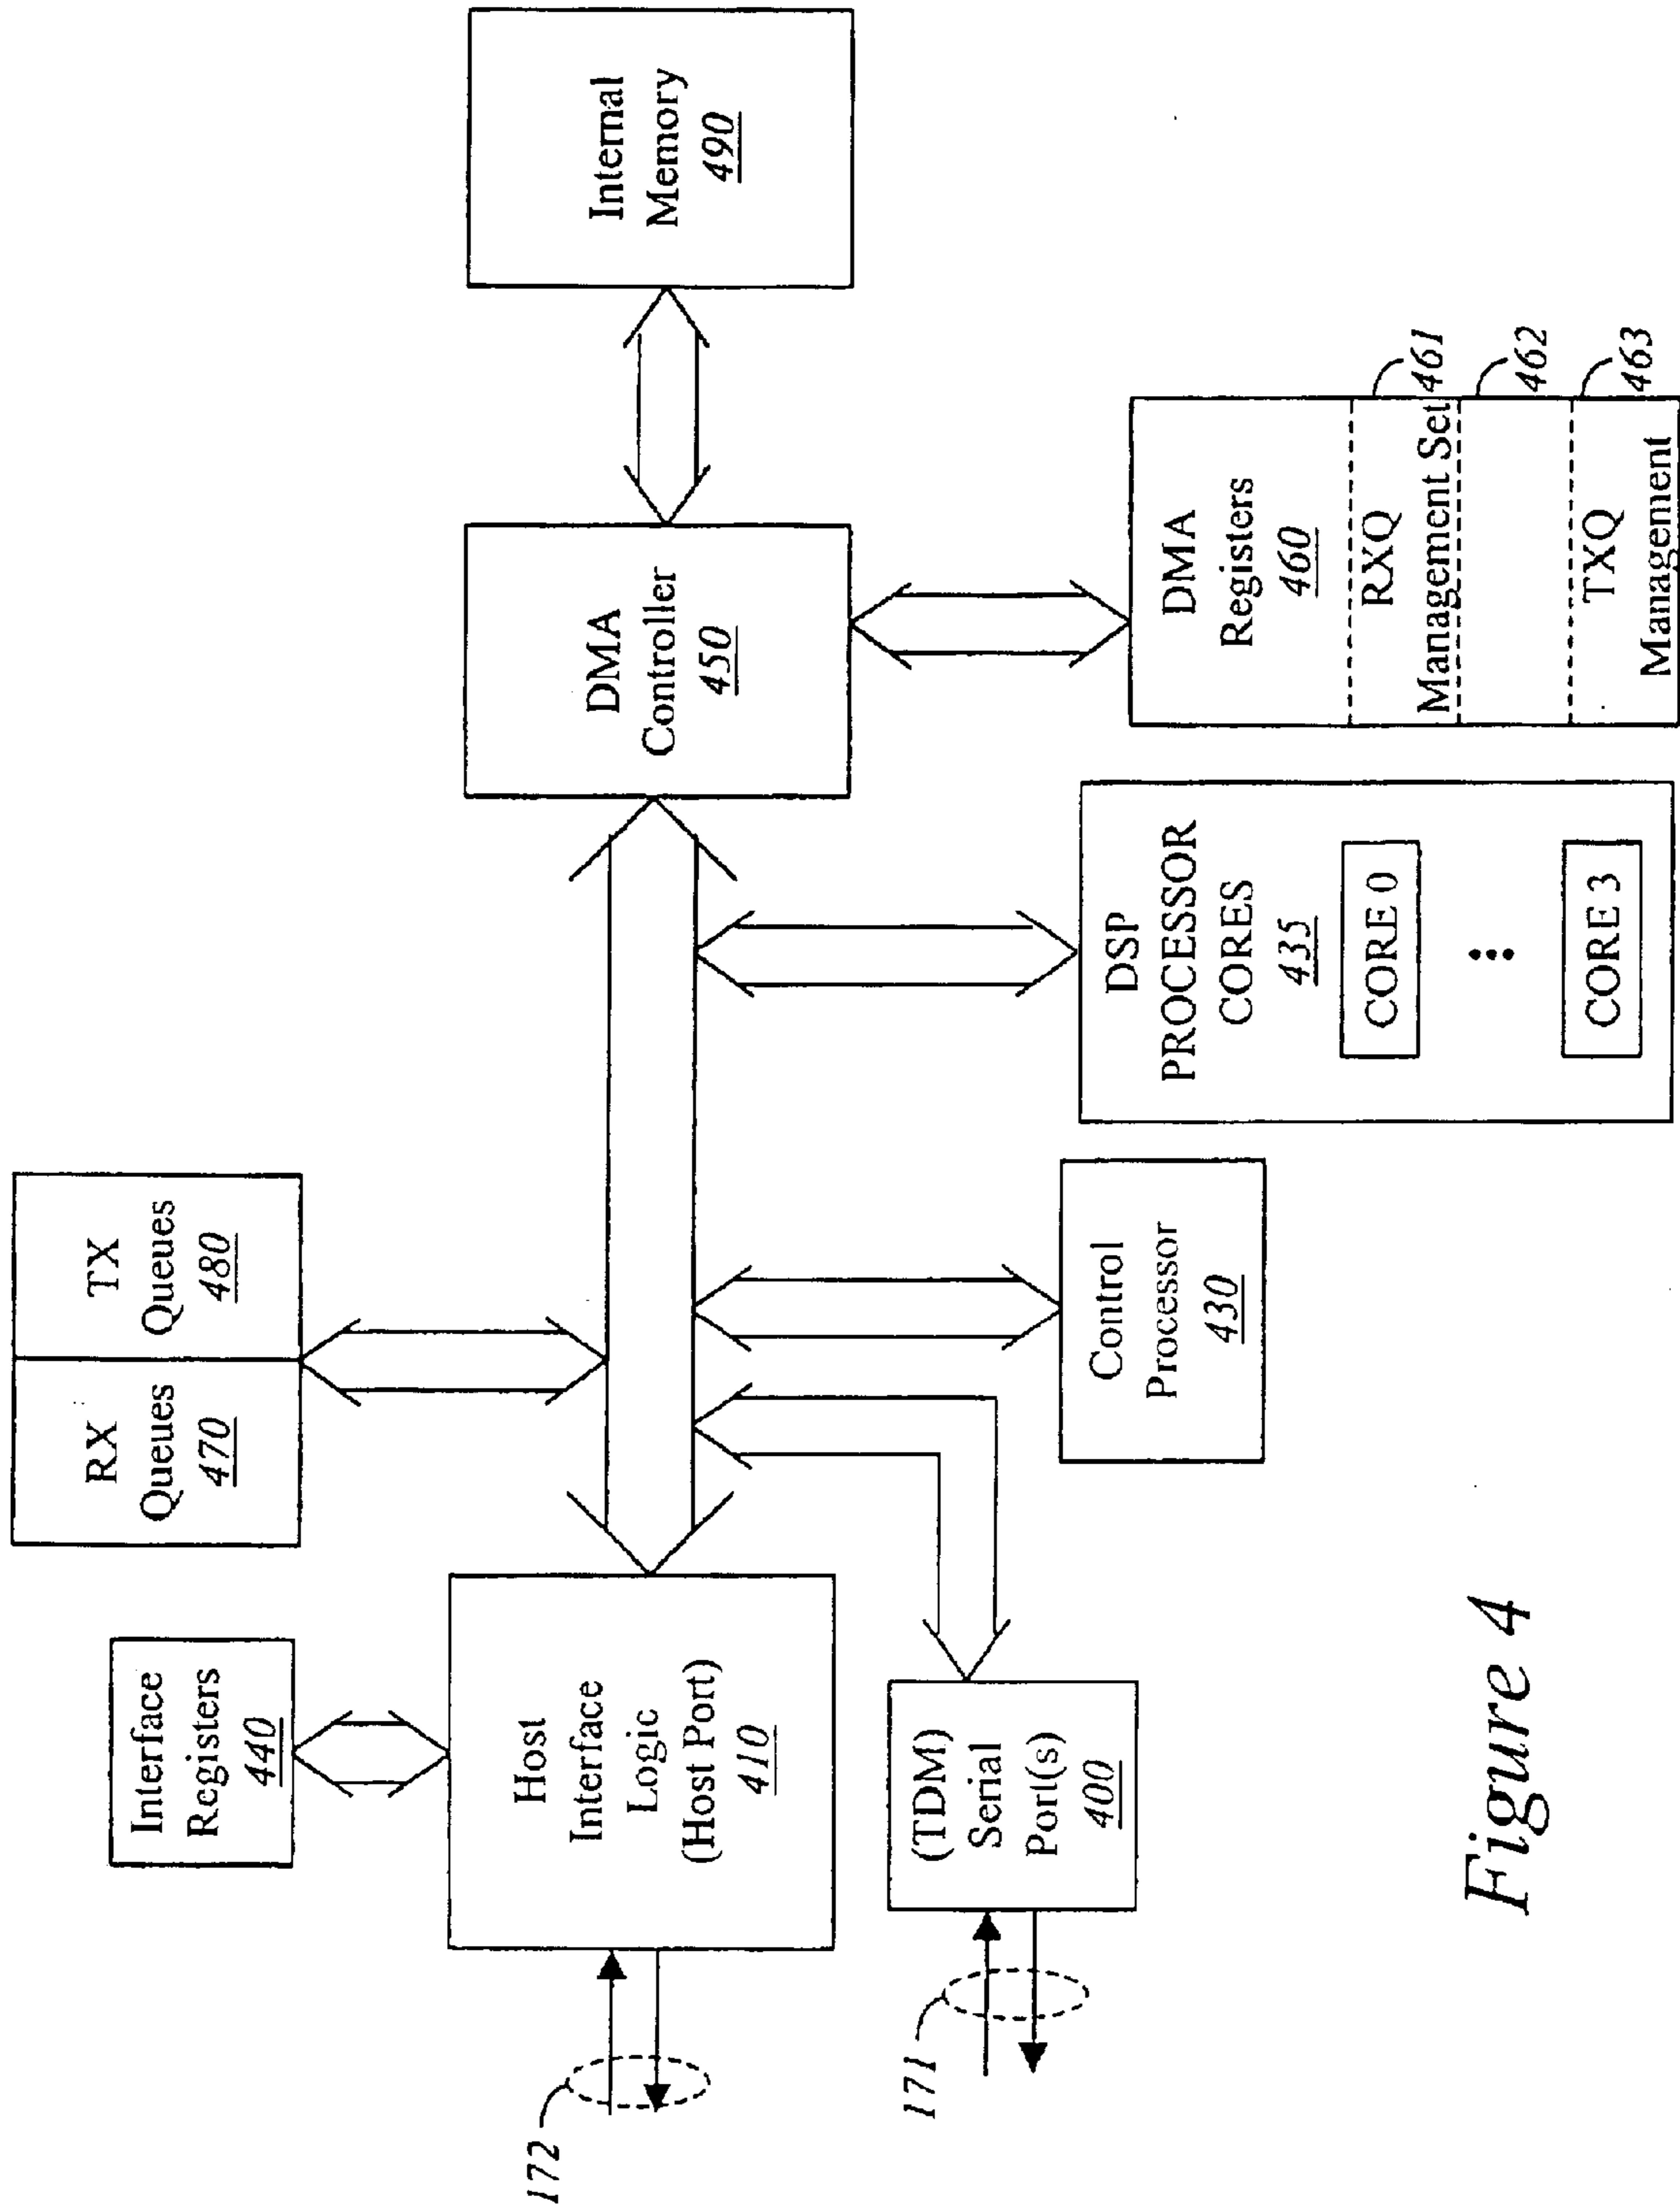 Interface
Registers
440
RX
Queues
470
TX
Queues
480
172
Host
Interface
Logic
(Host Port)
410
DMA
Controller
450
Internal
Memory
490
171
(TDM)
Serial
Port(s)
400
Control
Processor
430
DSP
PROCESSOR
CORES
435
CORE 0
CORE 3
DMA
Registers
460
RXQ
Management Set
461
462
TXQ
Management
463
Figure 4